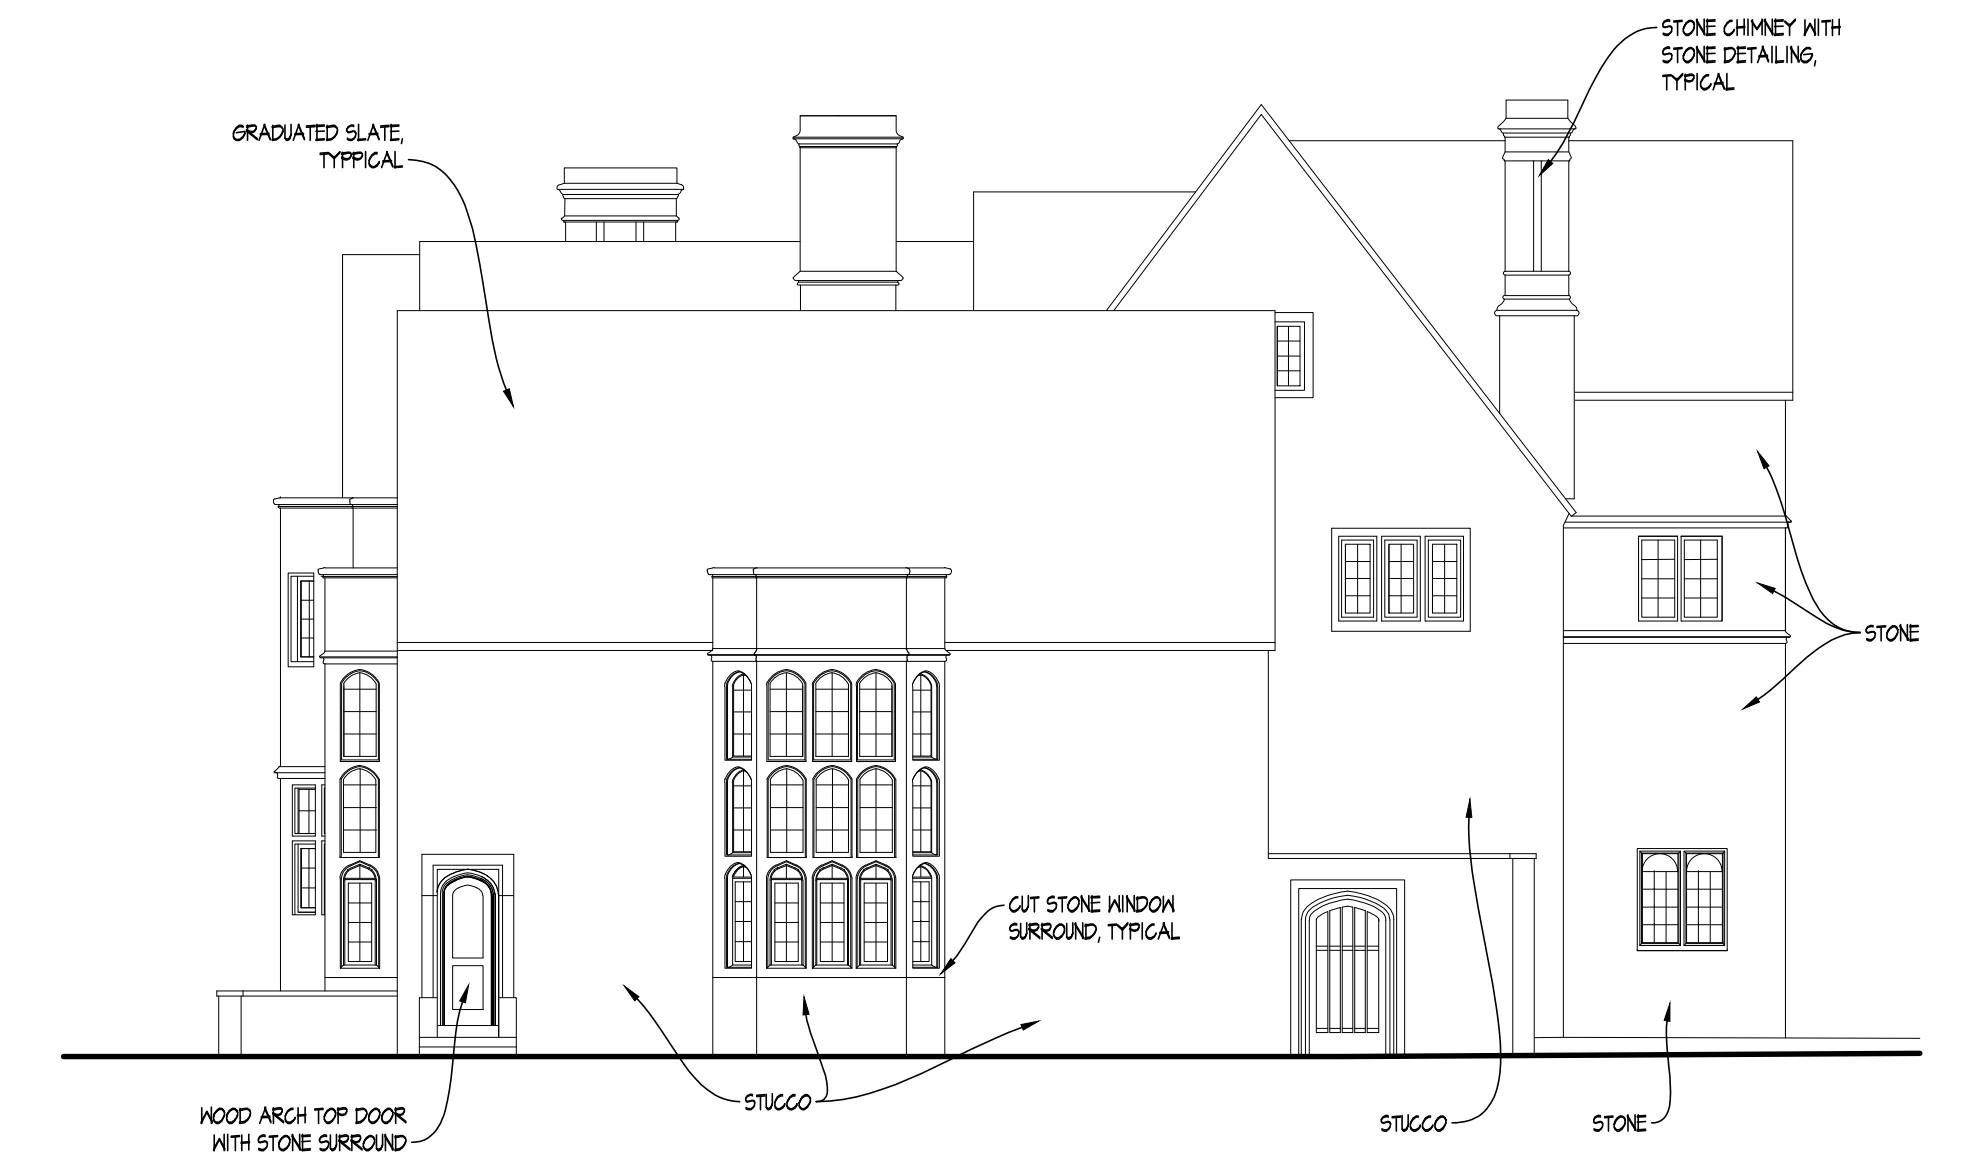 STONE CHIMNEY WITH
STONE DETAILING,
TYPICAL
GRADUATED SLATE,
TYPPICAL
STONE
CUT STONE WINDOW
SURROUND, TYPICAL
STUCCO
WOOD ARCH TOP DOOR
WITH STONE SURROUND
STUCCO
STONE